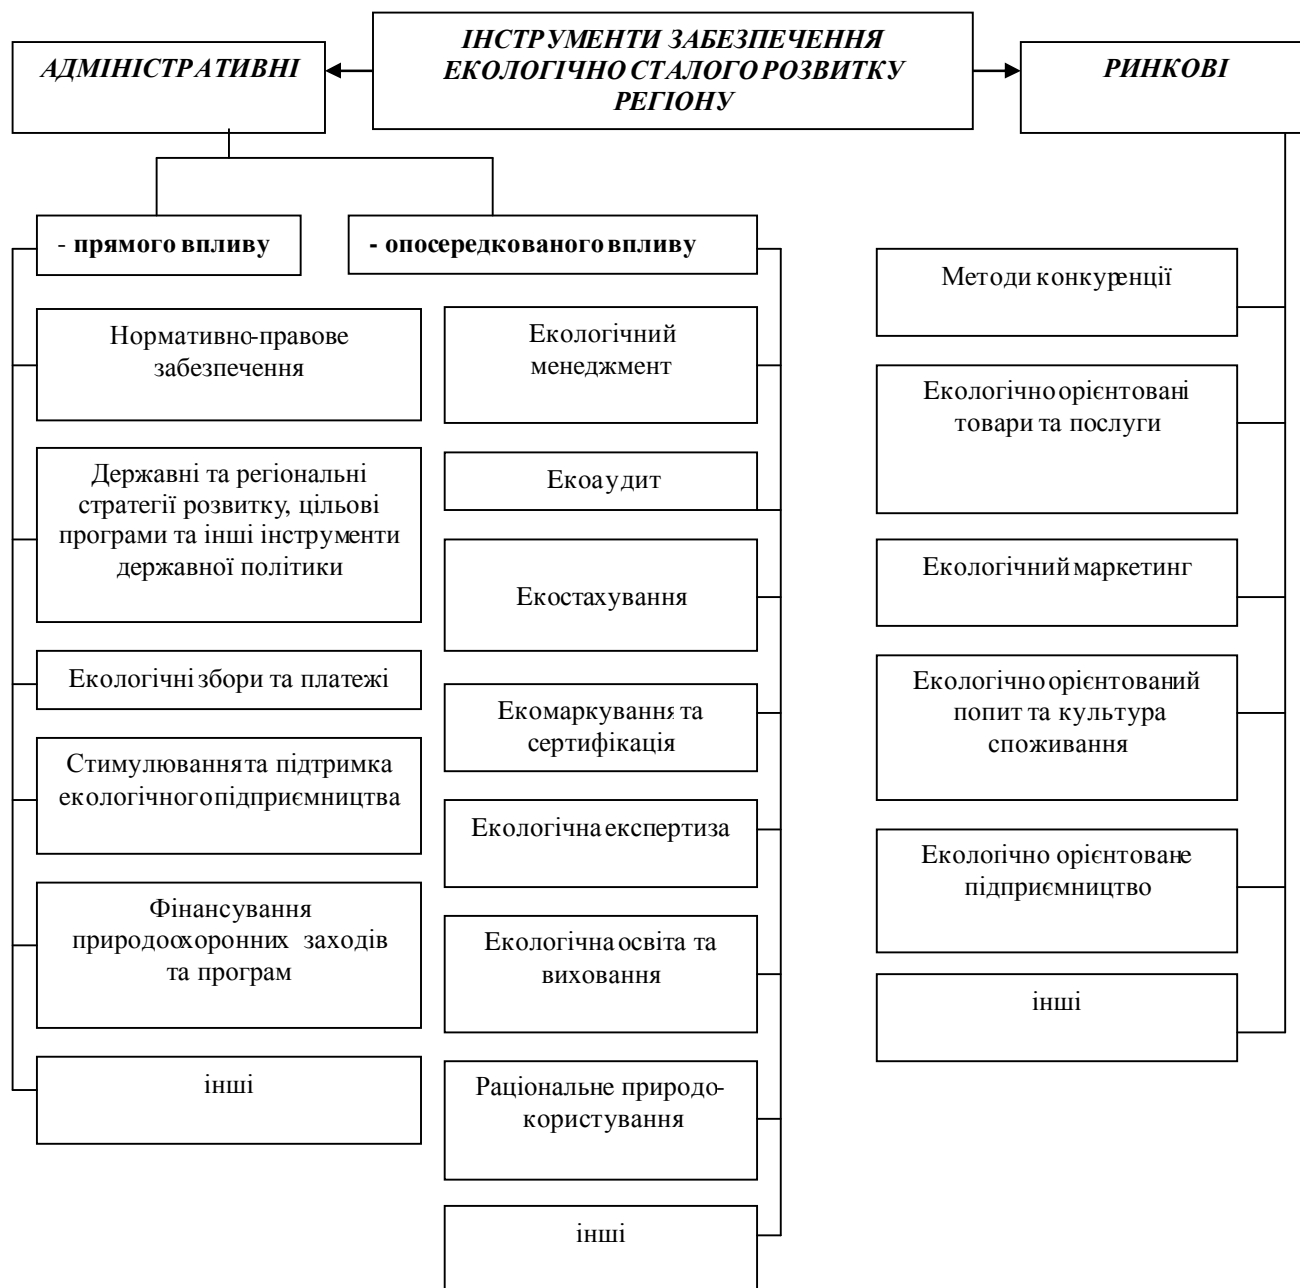 ІНСТРУМЕНТИ ЗАБЕЗПЕЧЕННЯ
ЕКОЛОГІЧНО СТАЛОГО РОЗВИТКУ
РЕГІОНУ
АДМІНІСТРАТИВНІ
РИНКОВІ
- прямого впливу
- опосередкованого впливу
Нормативно-правове
забезпечення
Державні та регіональні
стратегії розвитку, цільові
програми та інші інструменти
державної політики
Екологічні збори та платежі
Стимулювання та підтримка
екологічного підприємництва
Фінансування
природоохоронних заходів
та програм
інші
Екологічний
менеджмент
Екоаудит
Екостахування
Екомаркування та
сертифікація
Екологічна експертиза
Екологічна освіта та
виховання
Раціональне природо-
користування
інші
Методи конкуренції
Екологічно орієнтовані
товари та послуги
Екологічний маркетинг
Екологічно орієнтований
попит та культура
споживання
Екологічно орієнтоване
підприємництво
інші